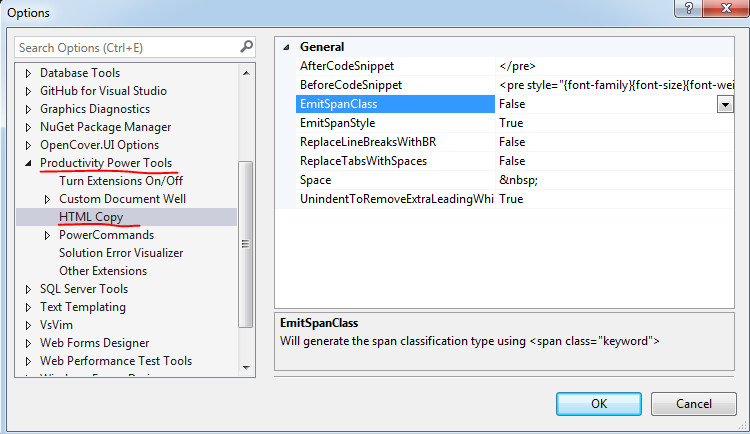 Options
Search Options (Ctrl+E)
Database Tools
GitHub for Visual Studio
Graphics Diagnostics
NuGet Package Manager
OpenCover.UI Options
Productivity Power Tools
Turn Extensions On/Off
Custom Document Well
HTML Copy
PowerCommands
Solution Error Visualizer
Other Extensions
SQL Server Tools
Text Templating
VsVim
Web Forms Designer
Web Performance Test Tools
General
AfterCodeSnippet </pre>
BeforeCodeSnippet <pre style="{font-family}{font-size}{font-wei
EmitSpanClass False
EmitSpanStyle True
ReplaceLineBreaksWithBR False
ReplaceTabsWithSpaces False
Space &nbsp;
UnindentToRemoveExtraLeadingWhi True
EmitSpanClass
Will generate the span classification type using <span class="keyword">
OK Cancel